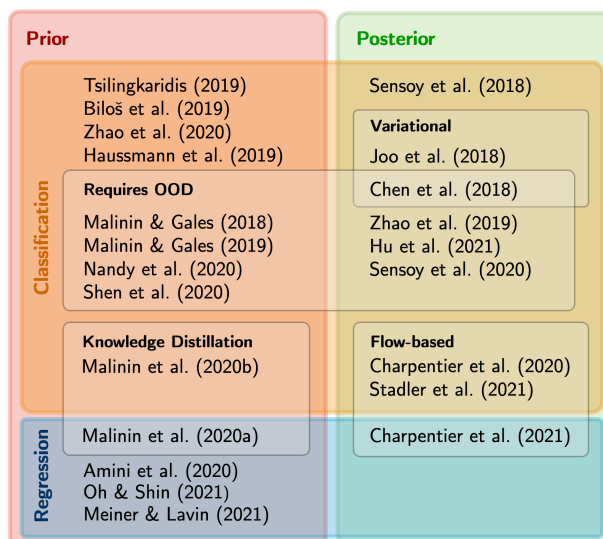 Prior
Posterior
Classification
Tsilingkaridis (2019)
Biloš et al. (2019)
Zhao et al. (2020)
Haussmann et al. (2019)
Sensoy et al. (2018)
Variational
Joo et al. (2018)
Requires OOD
Chen et al. (2018)
Malinin & Gales (2018)
Malinin & Gales (2019)
Nandy et al. (2020)
Shen et al. (2020)
Zhao et al. (2019)
Hu et al. (2021)
Sensoy et al. (2020)
Knowledge Distillation
Malinin et al. (2020b)
Flow-based
Charpentier et al. (2020)
Stadler et al. (2021)
Regression
Malinin et al. (2020a)
Charpentier et al. (2021)
Amini et al. (2020)
Oh & Shin (2021)
Meiner & Lavin (2021)